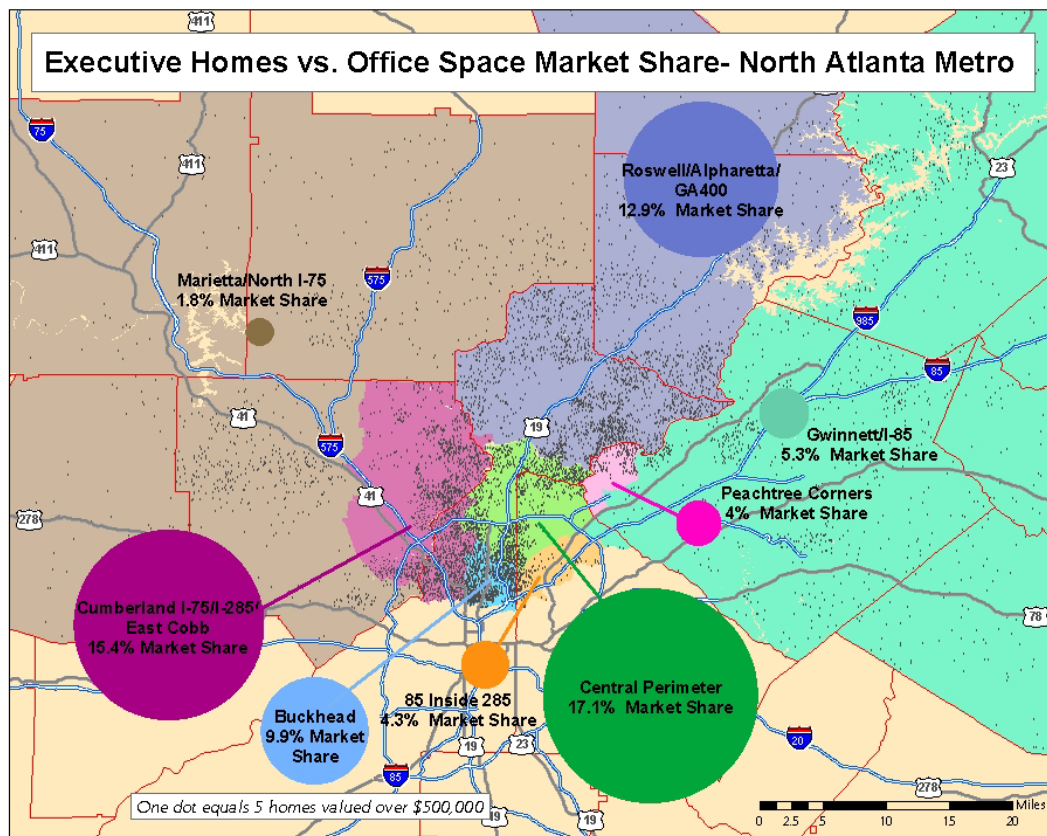 Executive Homes vs. Office Space Market Share- North Atlanta Metro
411
75
411
411
411
575
Roswell/Alpharetta/
GA400
12.9% Market Share
23
Marietta/North I-75
1.8% Market Share
985
85
41
575
19
41
Gwinnett/I-85
5.3% Market Share
Peachtree Corners
4% Market Share
278
Cumberland I-75/I-285/
East Cobb
15.4% Market Share
78
85 Inside 285
4.3% Market Share
Central Perimeter
17.1% Market Share
Buckhead
9.9% Market
Share
19
23
20
85
278
19
19
One dot equals 5 homes valued over $500,000
Miles
0 2.5 5 10 15 20